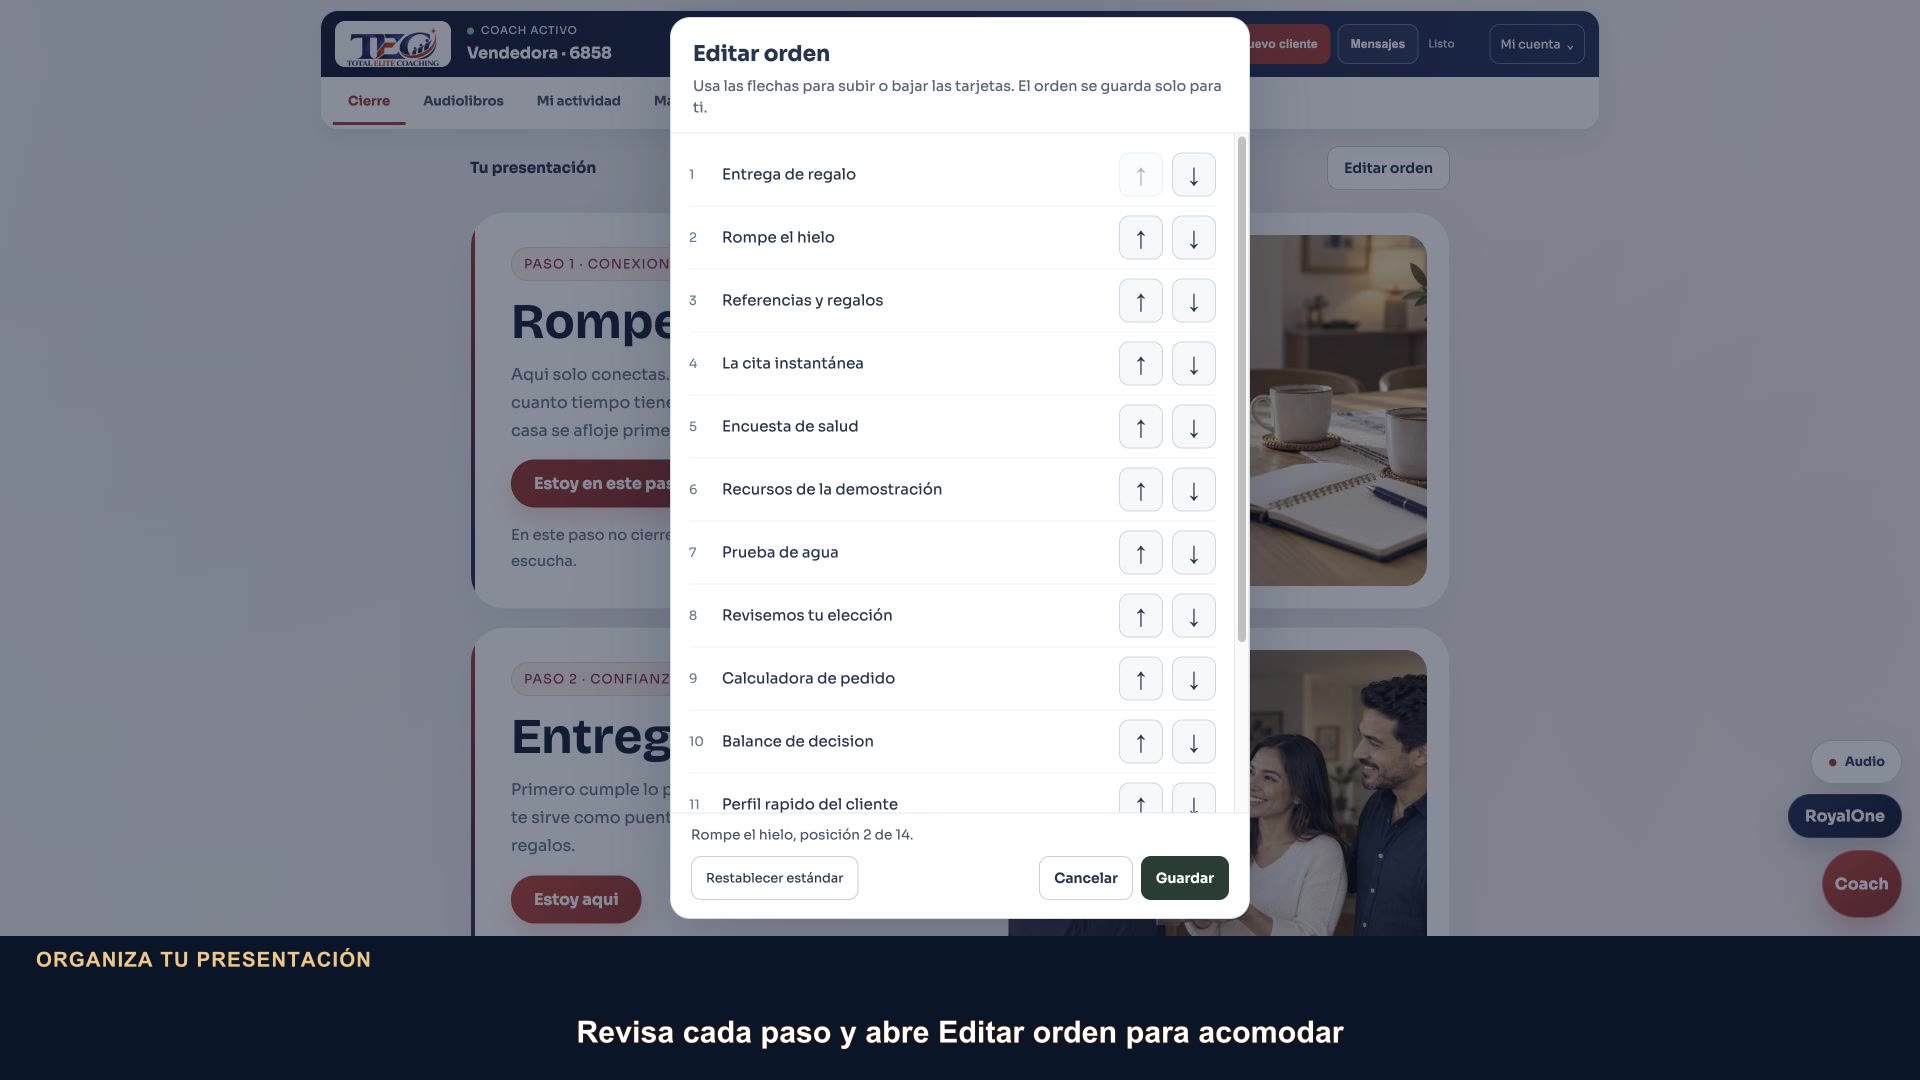 TEC
TOTAL ELITE COACHING
COACH ACTIVO
Vendedora · 6858
uevo cliente
Mensajes
Listo
Mi cuenta
Cierre
Audiolibros
Mi actividad
Tu presentación
Editar orden
PASO 1 · CONEXION
Rompe
Aqui solo conectas.
cuanto tiempo tiene
casa se afloje prime
Estoy en este pas
En este paso no cierre
escucha.
PASO 2 · CONFIANZ
Entreg
Primero cumple lo p
te sirve como puent
regalos.
Estoy aqui
Editar orden
Usa las flechas para subir o bajar las tarjetas. El orden se guarda solo para
ti.
1 Entrega de regalo ↑ ↓
2 Rompe el hielo ↑ ↓
3 Referencias y regalos ↑ ↓
4 La cita instantánea ↑ ↓
5 Encuesta de salud ↑ ↓
6 Recursos de la demostración ↑ ↓
7 Prueba de agua ↑ ↓
8 Revisemos tu elección ↑ ↓
9 Calculadora de pedido ↑ ↓
10 Balance de decision ↑ ↓
11 Perfil rapido del cliente ↑ ↓
Rompe el hielo, posición 2 de 14.
Restablecer estándar
Cancelar
Guardar
Audio
RoyalOne
Coach
ORGANIZA TU PRESENTACIÓN
Revisa cada paso y abre Editar orden para acomodar